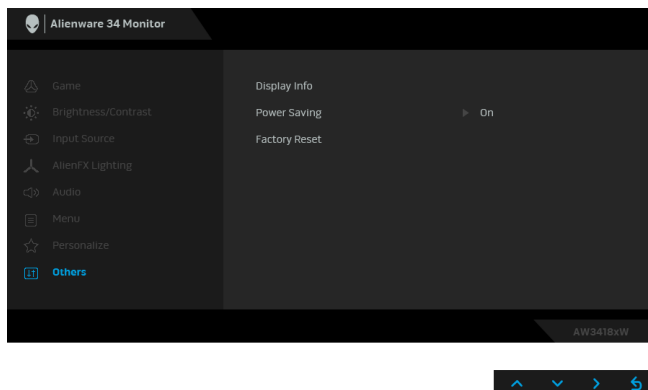 Alienware 34 Monitor
Game
Display Info
Brightness/Contrast
Power Saving
On
Input Source
Factory Reset
AlienFX Lighting
Audio
Menu
Personalize
Others
AW3418xW